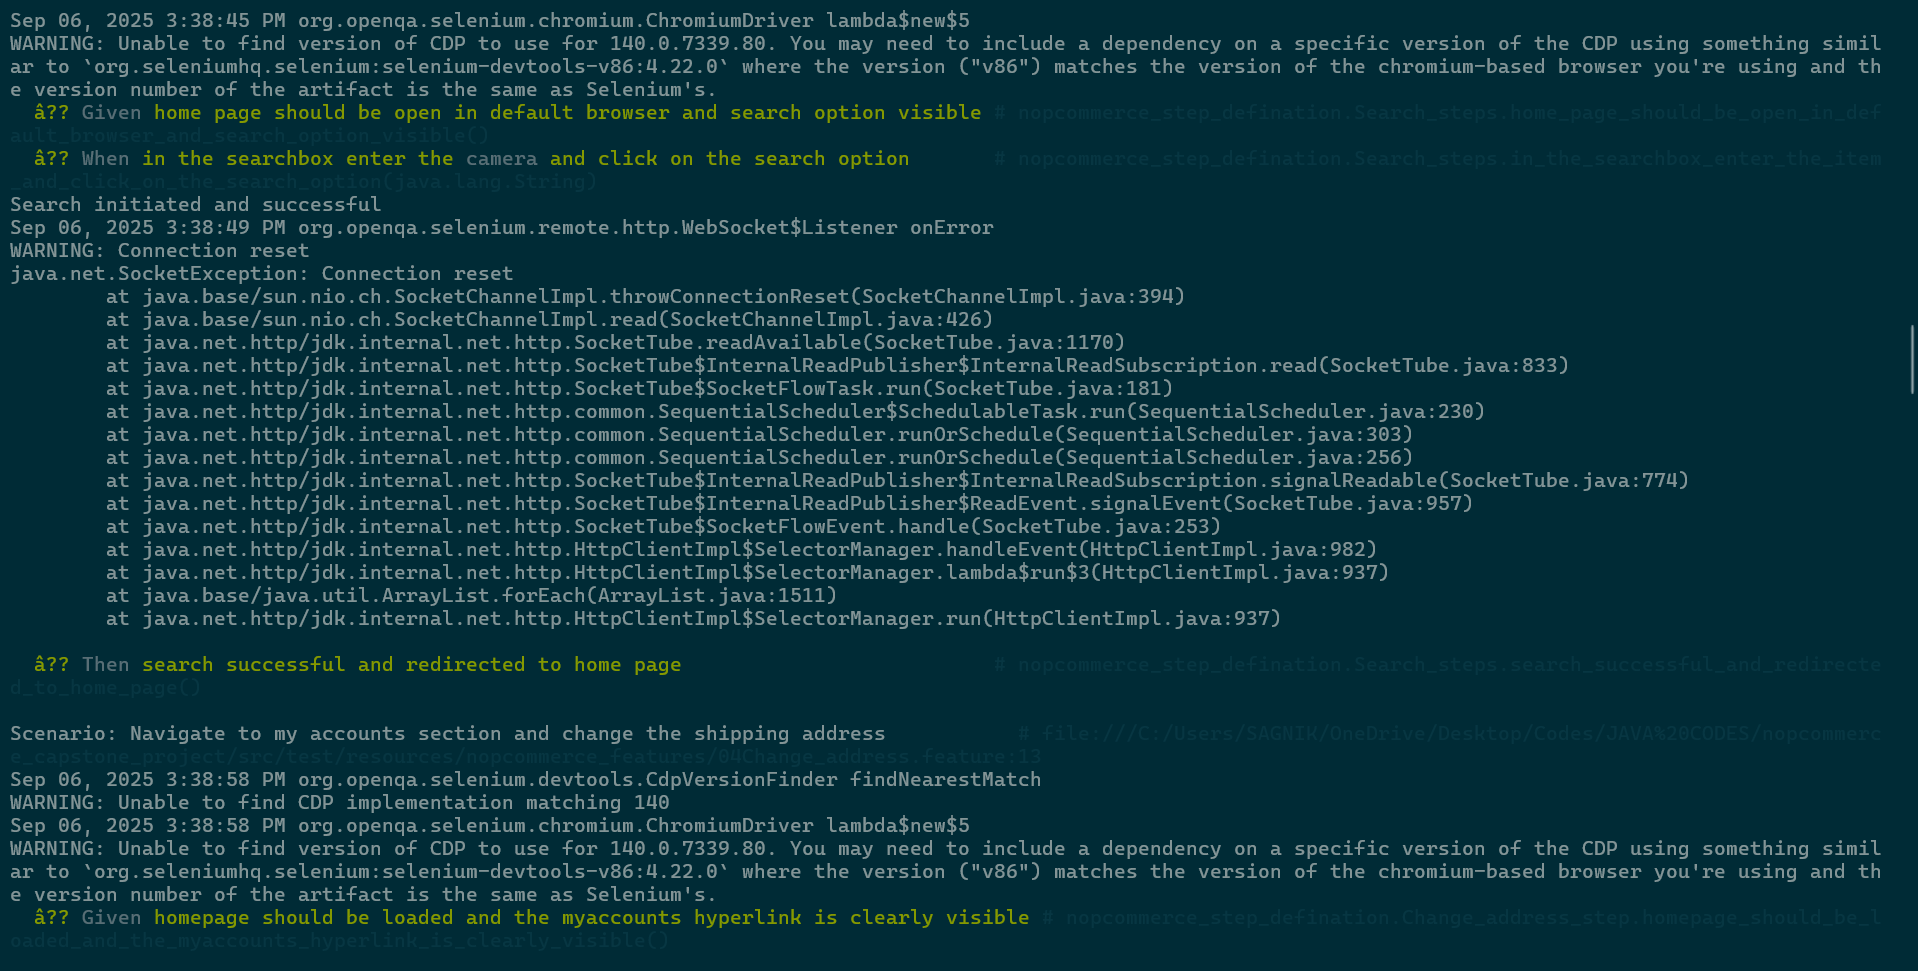 Sep 06, 2025 3:38:45 PM org.openqa.selenium.chromium.ChromiumDriver lambda$new$5
WARNING: Unable to find version of CDP to use for 140.0.7339.80. You may need to include a dependency on a specific version of the CDP using something simil
ar to `org.seleniumhq.selenium:selenium-devtools-v86:4.22.0` where the version ("v86") matches the version of the chromium-based browser you're using and th
e version number of the artifact is the same as Selenium's.
  â?? Given home page should be open in default browser and search option visible # nopcommerce_step_defination.Search_steps.home_page_should_be_open_in_def
ault_browser_and_search_option_visible()
  â?? When in the searchbox enter the camera and click on the search option       # nopcommerce_step_defination.Search_steps.in_the_searchbox_enter_the_item
_and_click_on_the_search_option(java.lang.String)
Search initiated and successful
Sep 06, 2025 3:38:49 PM org.openqa.selenium.remote.http.WebSocket$Listener onError
WARNING: Connection reset
java.net.SocketException: Connection reset
        at java.base/sun.nio.ch.SocketChannelImpl.throwConnectionReset(SocketChannelImpl.java:394)
        at java.base/sun.nio.ch.SocketChannelImpl.read(SocketChannelImpl.java:426)
        at java.net.http/jdk.internal.net.http.SocketTube.readAvailable(SocketTube.java:1170)
        at java.net.http/jdk.internal.net.http.SocketTube$InternalReadPublisher$InternalReadSubscription.read(SocketTube.java:833)
        at java.net.http/jdk.internal.net.http.SocketTube$SocketFlowTask.run(SocketTube.java:181)
        at java.net.http/jdk.internal.net.http.common.SequentialScheduler$SchedulableTask.run(SequentialScheduler.java:230)
        at java.net.http/jdk.internal.net.http.common.SequentialScheduler.runOrSchedule(SequentialScheduler.java:303)
        at java.net.http/jdk.internal.net.http.common.SequentialScheduler.runOrSchedule(SequentialScheduler.java:256)
        at java.net.http/jdk.internal.net.http.SocketTube$InternalReadPublisher$InternalReadSubscription.signalReadable(SocketTube.java:774)
        at java.net.http/jdk.internal.net.http.SocketTube$InternalReadPublisher$ReadEvent.signalEvent(SocketTube.java:957)
        at java.net.http/jdk.internal.net.http.SocketTube$SocketFlowEvent.handle(SocketTube.java:253)
        at java.net.http/jdk.internal.net.http.HttpClientImpl$SelectorManager.handleEvent(HttpClientImpl.java:982)
        at java.net.http/jdk.internal.net.http.HttpClientImpl$SelectorManager.lambda$run$3(HttpClientImpl.java:937)
        at java.base/java.util.ArrayList.forEach(ArrayList.java:1511)
        at java.net.http/jdk.internal.net.http.HttpClientImpl$SelectorManager.run(HttpClientImpl.java:937)
  â?? Then search successful and redirected to home page                          # nopcommerce_step_defination.Search_steps.search_successful_and_redirecte
d_to_home_page()
Scenario: Navigate to my accounts section and change the shipping address           # file:///C:/Users/SAGNIK/OneDrive/Desktop/Codes/JAVA%20CODES/nopcommerc
e_capstone_project/src/test/resources/nopcommerce_features/04Change_address.feature:13
Sep 06, 2025 3:38:58 PM org.openqa.selenium.devtools.CdpVersionFinder findNearestMatch
WARNING: Unable to find CDP implementation matching 140
Sep 06, 2025 3:38:58 PM org.openqa.selenium.chromium.ChromiumDriver lambda$new$5
WARNING: Unable to find version of CDP to use for 140.0.7339.80. You may need to include a dependency on a specific version of the CDP using something simil
ar to `org.seleniumhq.selenium:selenium-devtools-v86:4.22.0` where the version ("v86") matches the version of the chromium-based browser you're using and th
e version number of the artifact is the same as Selenium's.
  â?? Given homepage should be loaded and the myaccounts hyperlink is clearly visible # nopcommerce_step_defination.Change_address_step.homepage_should_be_l
oaded_and_the_myaccounts_hyperlink_is_clearly_visible()